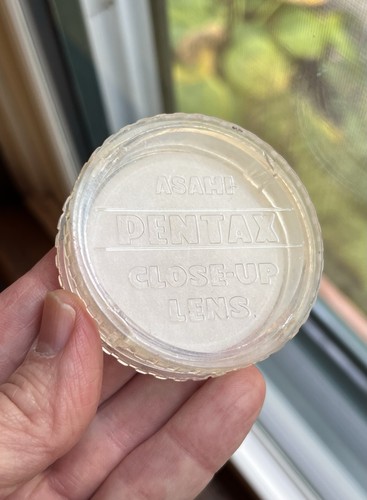 ASAHI
PENTAX
CLOSE-UP
LENS